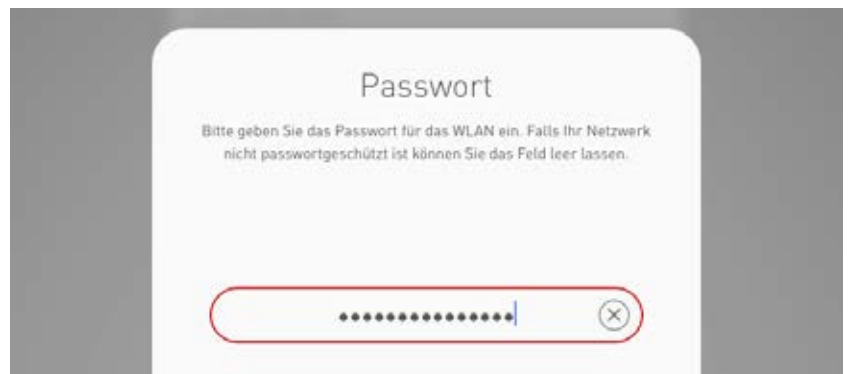 Passwort
Bitte geben Sie das Passwort für das WLAN ein. Falls Ihr Netzwerk
nicht passwortgeschützt ist können Sie das Feld leer lassen.
●●●●●●●●●●●●●●●